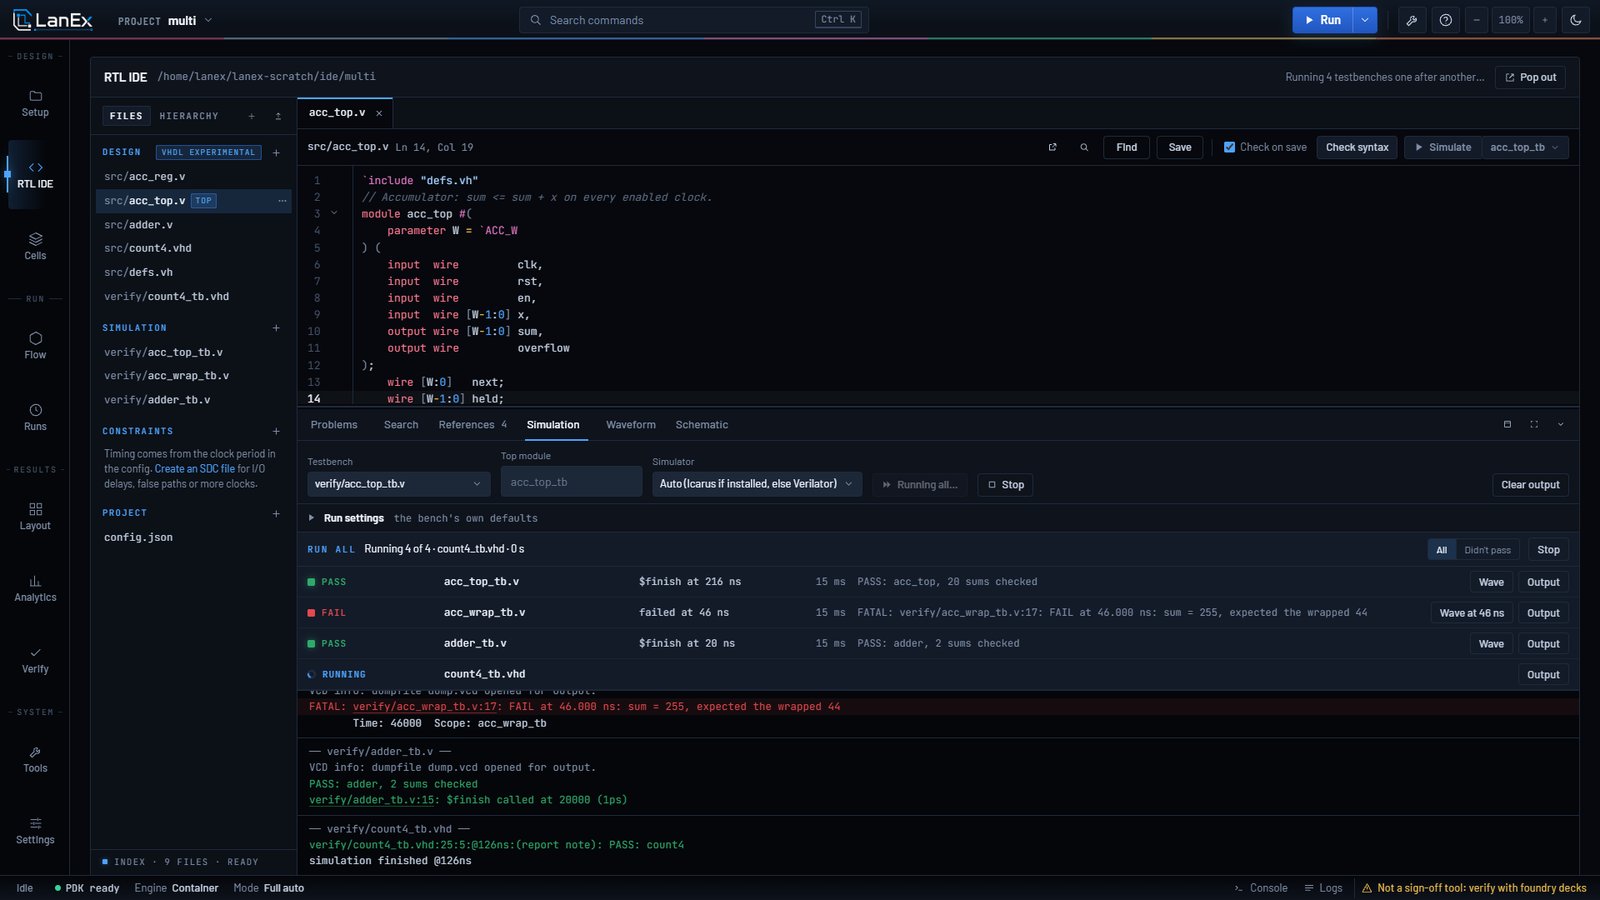 LanEx PROJECT multi Search commands Ctrl K Run − 100% +
DESIGN
Setup
RTL IDE
Cells
RUN
Flow
Runs
RESULTS
Layout
Analytics
Verify
SYSTEM
Tools
Settings
RTL IDE /home/lanex/lanex-scratch/ide/multi Running 4 testbenches one after another... Pop out
FILES HIERARCHY +
DESIGN VHDL EXPERIMENTAL +
src/acc_reg.v
src/acc_top.v TOP ...
src/adder.v
src/count4.vhd
src/defs.vh
verify/count4_tb.vhd
SIMULATION +
verify/acc_top_tb.v
verify/acc_wrap_tb.v
verify/adder_tb.v
CONSTRAINTS +
Timing comes from the clock period in
the config. Create an SDC file for I/O
delays, false paths or more clocks.
PROJECT +
config.json
INDEX · 9 FILES · READY
acc_top.v ×
src/acc_top.v Ln 14, Col 19 Find Save Check on save Check syntax Simulate acc_top_tb
1 `include "defs.vh"
2 // Accumulator: sum <= sum + x on every enabled clock.
3 module acc_top #(
4 parameter W = `ACC_W
5 ) (
6 input wire clk,
7 input wire rst,
8 input wire en,
9 input wire [W-1:0] x,
10 output wire [W-1:0] sum,
11 output wire overflow
12 );
13 wire [W:0] next;
14 wire [W-1:0] held;
Problems Search References 4 Simulation Waveform Schematic
Testbench Top module Simulator
verify/acc_top_tb.v acc_top_tb Auto (Icarus if installed, else Verilator) Running all... Stop Clear output
Run settings the bench's own defaults
RUN ALL Running 4 of 4 · count4_tb.vhd · 0 s All Didn't pass Stop
PASS acc_top_tb.v $finish at 216 ns 15 ms PASS: acc_top, 20 sums checked Wave Output
FAIL acc_wrap_tb.v failed at 46 ns 15 ms FATAL: verify/acc_wrap_tb.v:17: FAIL at 46.000 ns: sum = 255, expected the wrapped 44 Wave at 46 ns Output
PASS adder_tb.v $finish at 20 ns 15 ms PASS: adder, 2 sums checked Wave Output
RUNNING count4_tb.vhd Output
VCD info: dumpfile dump.vcd opened for output.
FATAL: verify/acc_wrap_tb.v:17: FAIL at 46.000 ns: sum = 255, expected the wrapped 44
Time: 46000 Scope: acc_wrap_tb
── verify/adder_tb.v ──
VCD info: dumpfile dump.vcd opened for output.
PASS: adder, 2 sums checked
verify/adder_tb.v:15: $finish called at 20000 (1ps)
── verify/count4_tb.vhd ──
verify/count4_tb.vhd:25:5:@126ns:(report note): PASS: count4
simulation finished @126ns
Idle PDK ready Engine Container Mode Full auto Console Logs Not a sign-off tool: verify with foundry decks